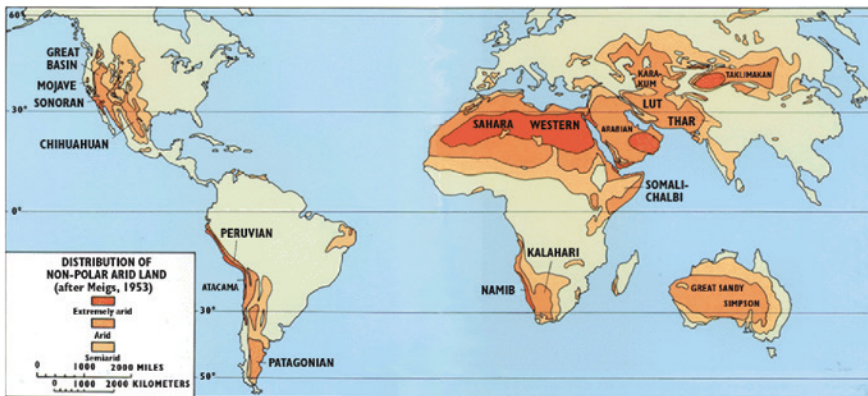 60°
GREAT
BASIN
MOJAVE
SONORAN
30°
CHIHUAHUAN
KARA
KUM
TAKLIMAKAN
LUT
SAHARA WESTERN
ARABIAN
THAR
SOMALI-
CHALBI
0°
PERUVIAN
KALAHARI
ATACAMA
NAMIB
GREAT SANDY
SIMPSON
30°
PATAGONIAN
50°
DISTRIBUTION OF
NON-POLAR ARID LAND
(after Meigs, 1953)
Extremely arid
Arid
Semiarid
0 1000 2000 MILES
0 1000 2000 KILOMETERS